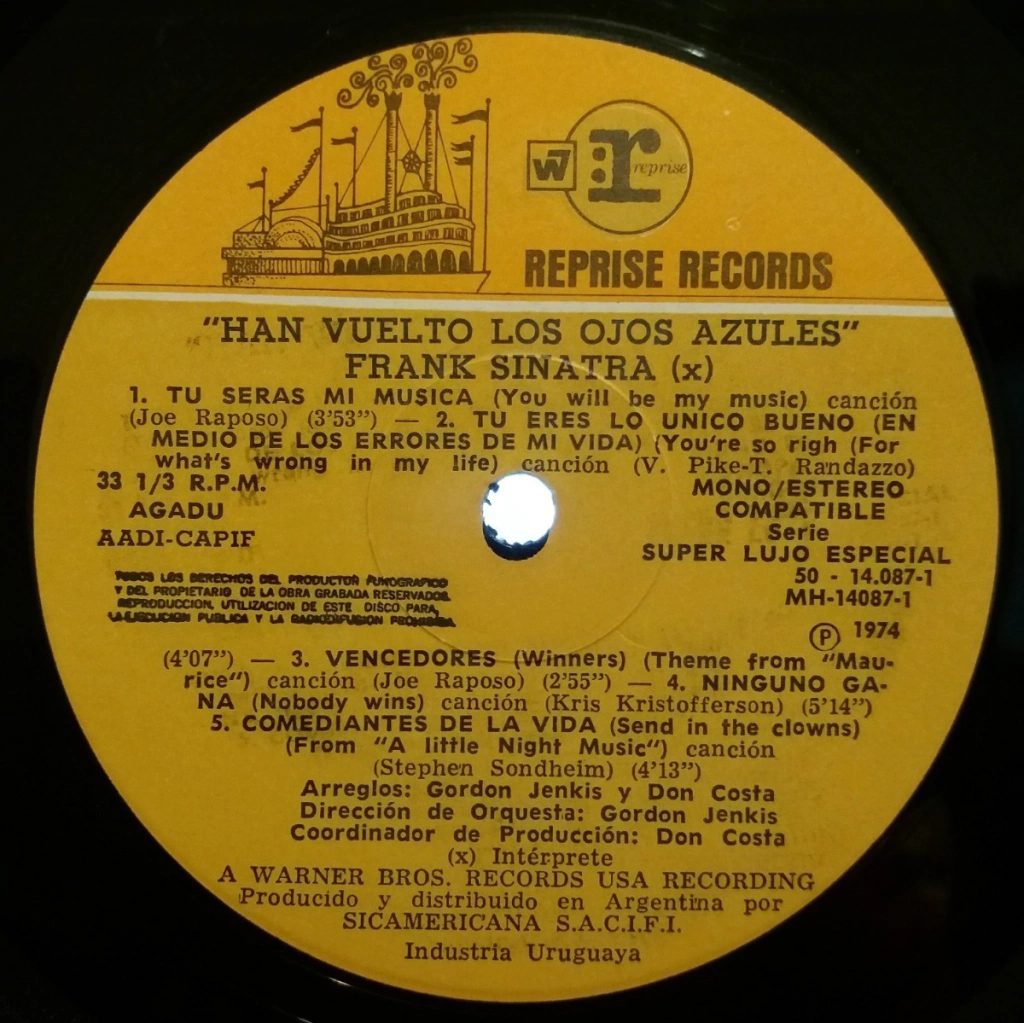 W7
r reprise
REPRISE RECORDS
"HAN VUELTO LOS OJOS AZULES"
FRANK SINATRA (x)
1. TU SERAS MI MUSICA (You will be my music) canción
(Joe Raposo) (3'53") — 2. TU ERES LO UNICO BUENO (EN
MEDIO DE LOS ERRORES DE MI VIDA) (You're so righ (For
what's wrong in my life) canción (V. Pike-T. Randazzo)
33 1/3 R.P.M.
AGADU
AADI-CAPIF
MONO/ESTEREO
COMPATIBLE
Serie
SUPER LUJO ESPECIAL
50 - 14.087-1
MH-14087-1
Ⓟ 1974
TODOS LOS DERECHOS DEL PRODUCTOR FONOGRAFICO
Y DEL PROPIETARIO DE LA OBRA GRABADA RESERVADOS.
REPRODUCCION, UTILIZACION DE ESTE DISCO PARA,
LA EJECUCION PUBLICA Y LA RADIODIFUSION PROHIBIDA.
(4'07") — 3. VENCEDORES (Winners) (Theme from "Mau-
rice") canción (Joe Raposo) (2'55") — 4. NINGUNO GA-
NA (Nobody wins) canción (Kris Kristofferson) (5'14")
5. COMEDIANTES DE LA VIDA (Send in the clowns)
(From "A little Night Music") canción
(Stephen Sondheim) (4'13")
Arreglos: Gordon Jenkis y Don Costa
Dirección de Orquesta: Gordon Jenkis
Coordinador de Producción: Don Costa
(x) Intérprete
A WARNER BROS. RECORDS USA RECORDING
Producido y distribuido en Argentina por
SICAMERICANA S.A.C.I.F.I.
Industria Uruguaya